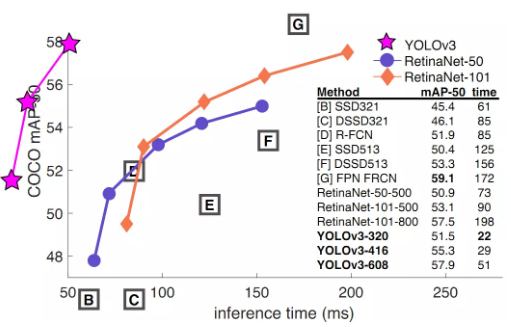 G
58
56
54
52
50
48
COCO mAP-50
D
F
E
B
C
50
100
150
200
250
inference time (ms)
YOLOv3
RetinaNet-50
RetinaNet-101
Method mAP-50 time
[B] SSD321 45.4 61
[C] DSSD321 46.1 85
[D] R-FCN 51.9 85
[E] SSD513 50.4 125
[F] DSSD513 53.3 156
[G] FPN FRCN 59.1 172
RetinaNet-50-500 50.9 73
RetinaNet-101-500 53.1 90
RetinaNet-101-800 57.5 198
YOLOv3-320 51.5 22
YOLOv3-416 55.3 29
YOLOv3-608 57.9 51